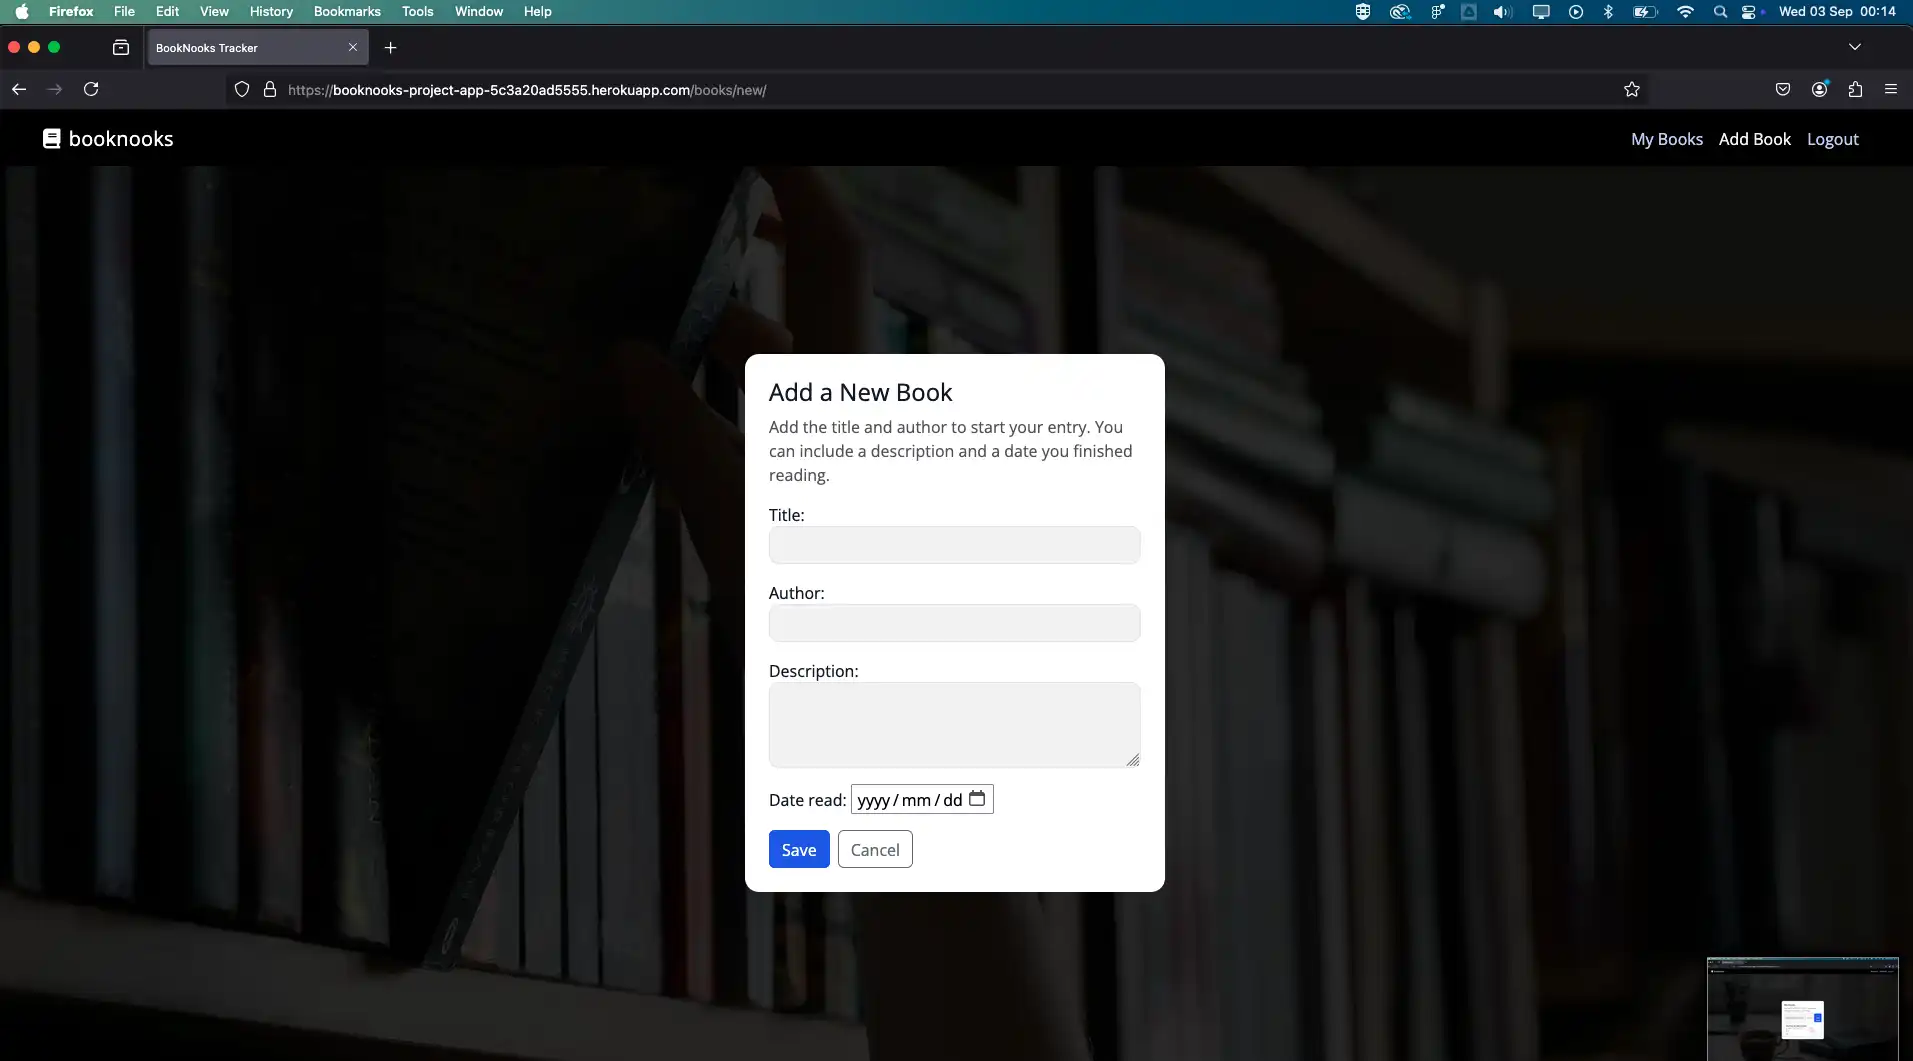 Firefox File Edit View History Bookmarks Tools Window Help Wed 03 Sep 00:14
BookNooks Tracker
https://booknooks-project-app-5c3a20ad5555.herokuapp.com/books/new/
booknooks My Books Add Book Logout
Add a New Book
Add the title and author to start your entry. You
can include a description and a date you finished
reading.
Title:
Author:
Description:
Date read: yyyy/mm/dd
Save Cancel